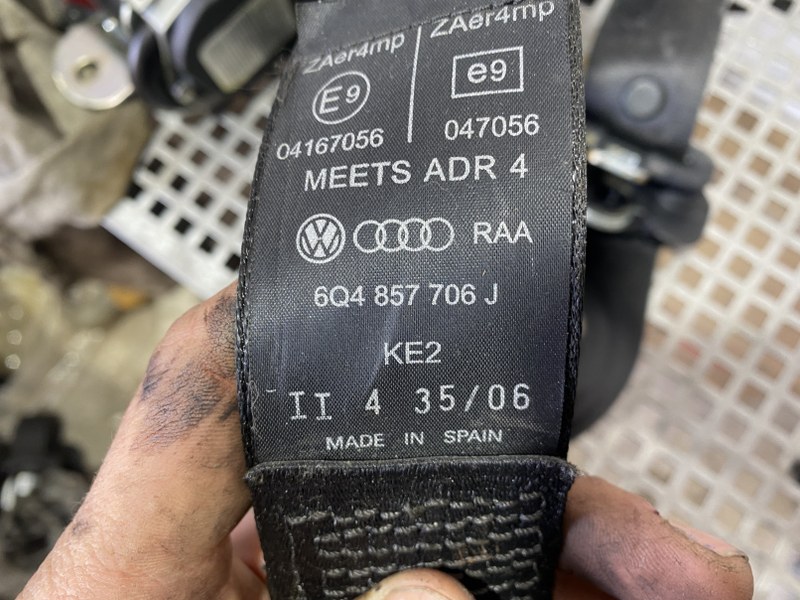 ZAer4mp ZAer4mp
E9 e9
04167056 047056
MEETS ADR 4
VW RAA
6Q4 857 706 J
KE2
II 4 35/06
MADE IN SPAIN